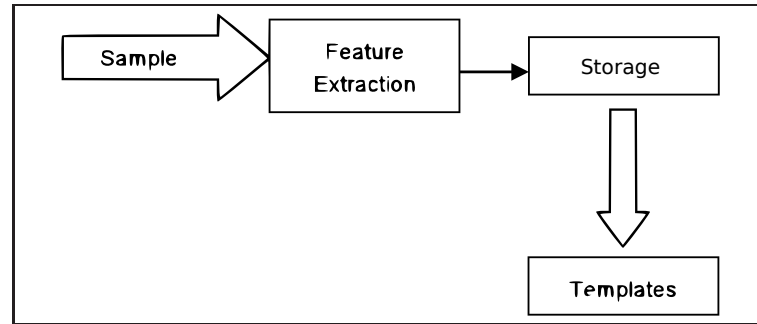 Sample
Feature
Extraction
Storage
Templates